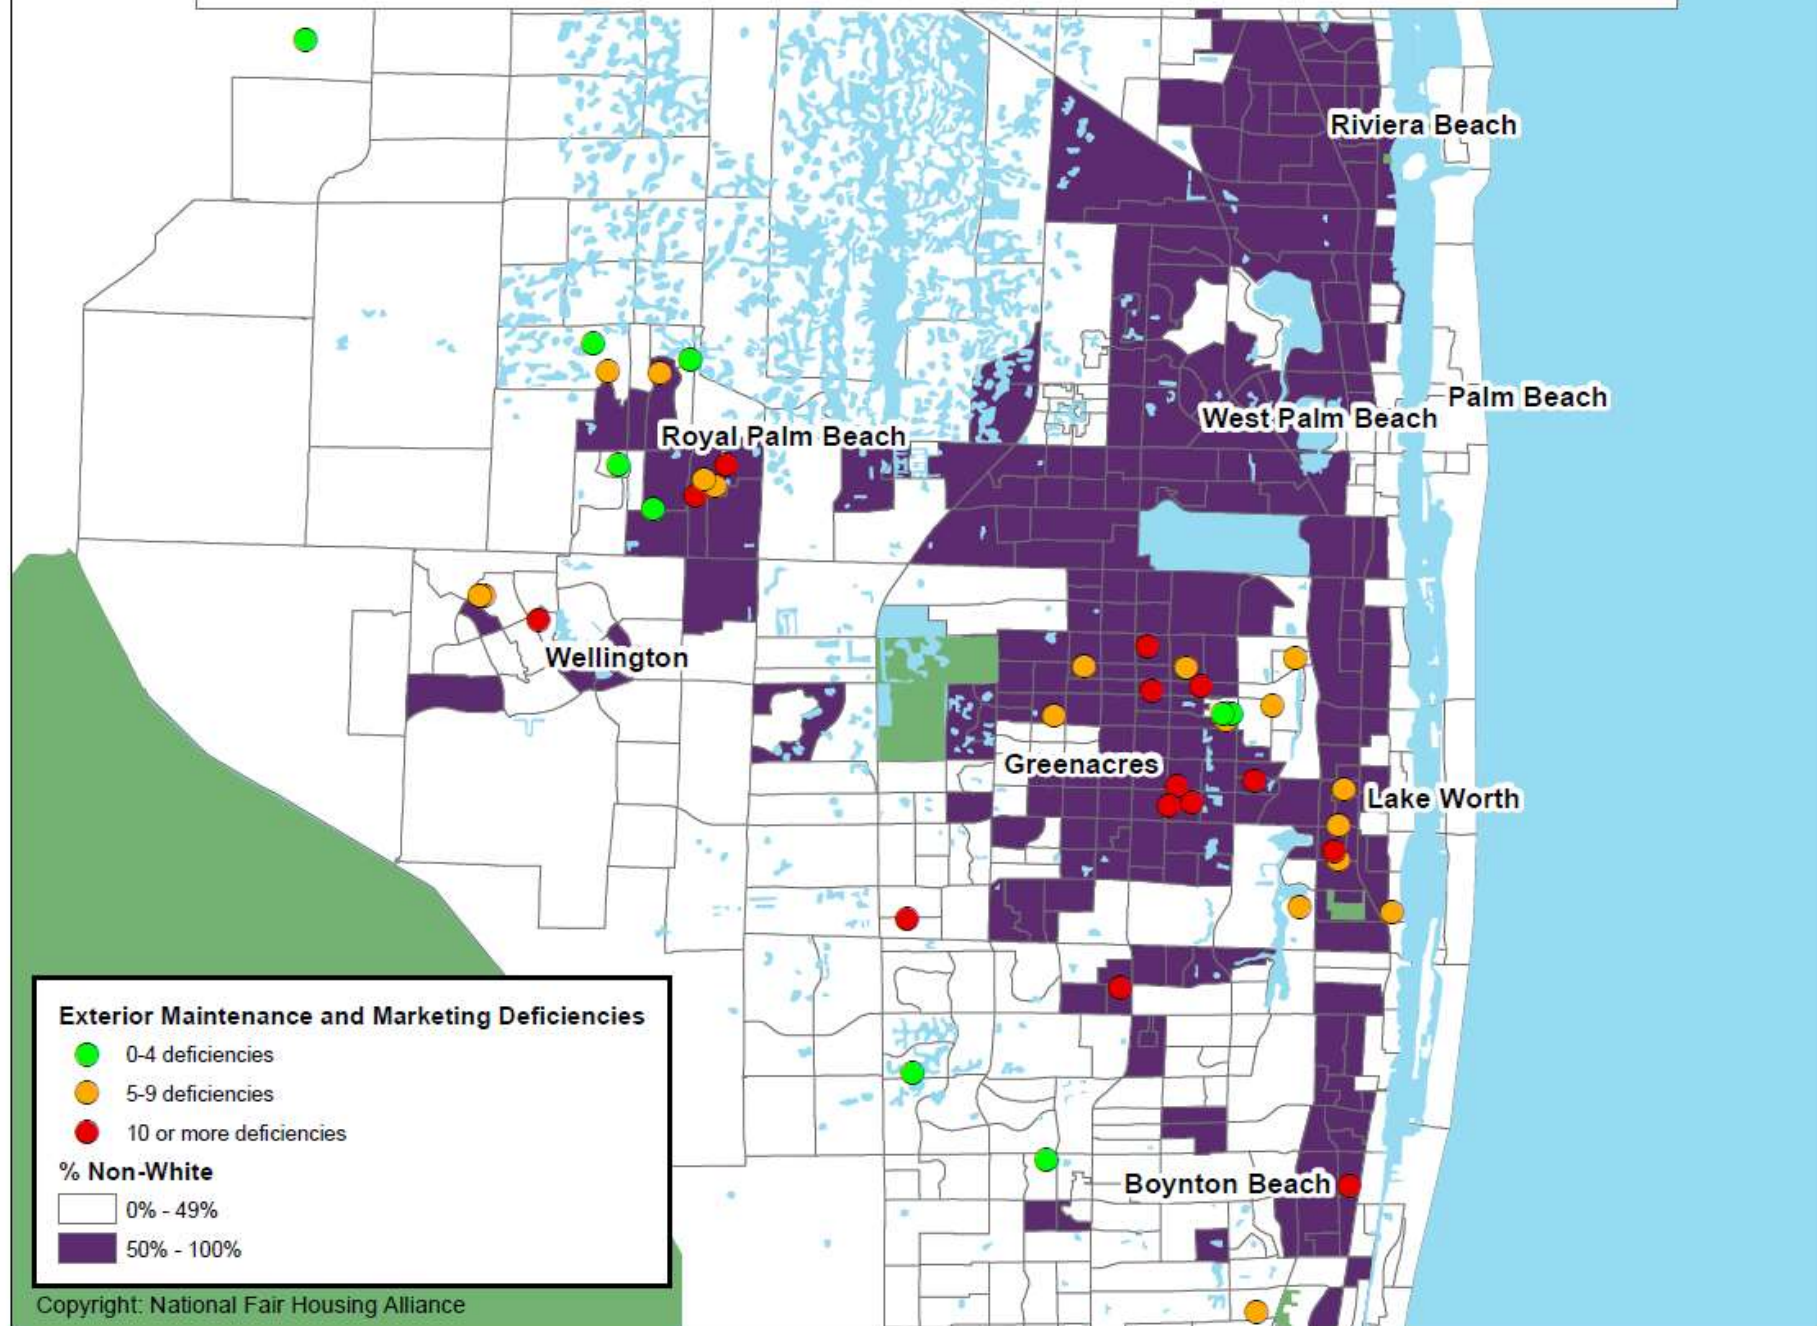 Riviera Beach
Palm Beach
West Palm Beach
Royal Palm Beach
Wellington
Greenacres
Lake Worth
Boynton Beach
Exterior Maintenance and Marketing Deficiencies
0-4 deficiencies
5-9 deficiencies
10 or more deficiencies
% Non-White
0% - 49%
50% - 100%
Copyright: National Fair Housing Alliance